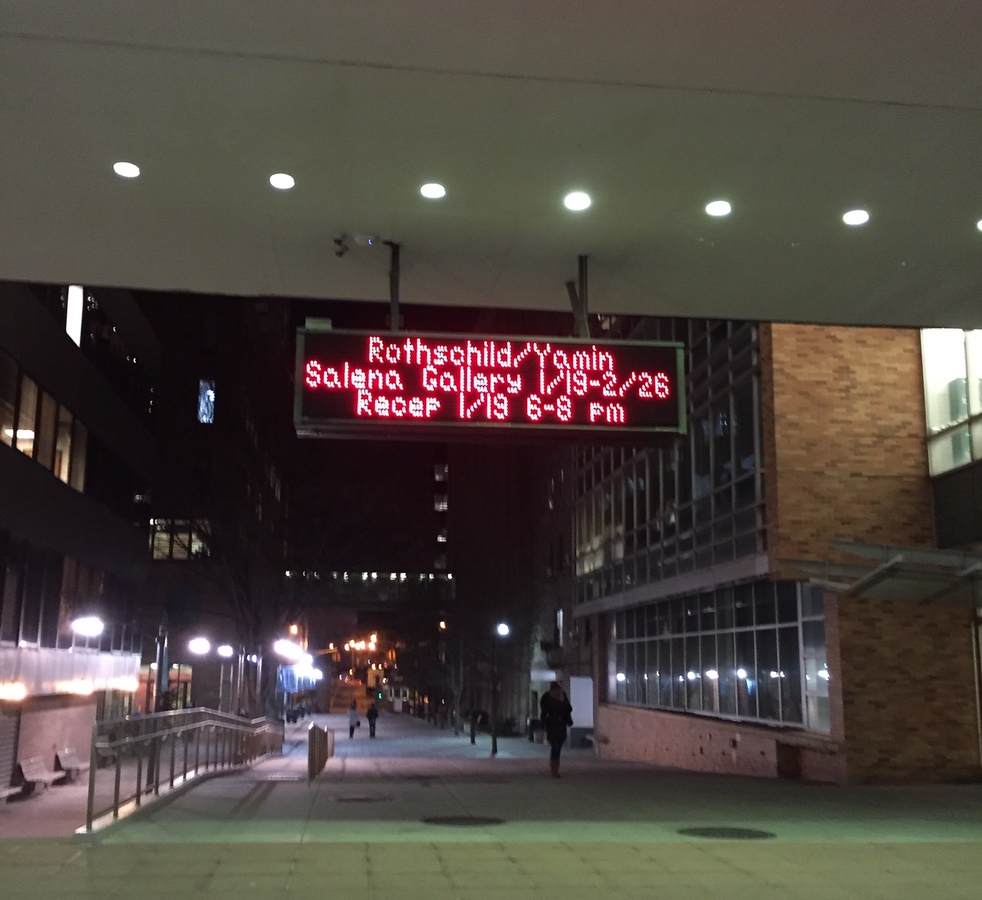 Rothschild/Yamin
Salena Gallery 1/19-2/26
Recep 1/19 6-8 pm